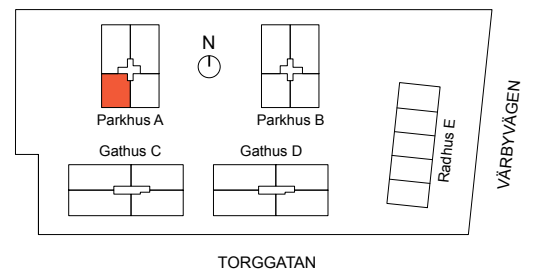 N
Parkhus A
Parkhus B
Gathus C
Gathus D
Radhus E
VÄRBYVÄGEN
TORGGATAN